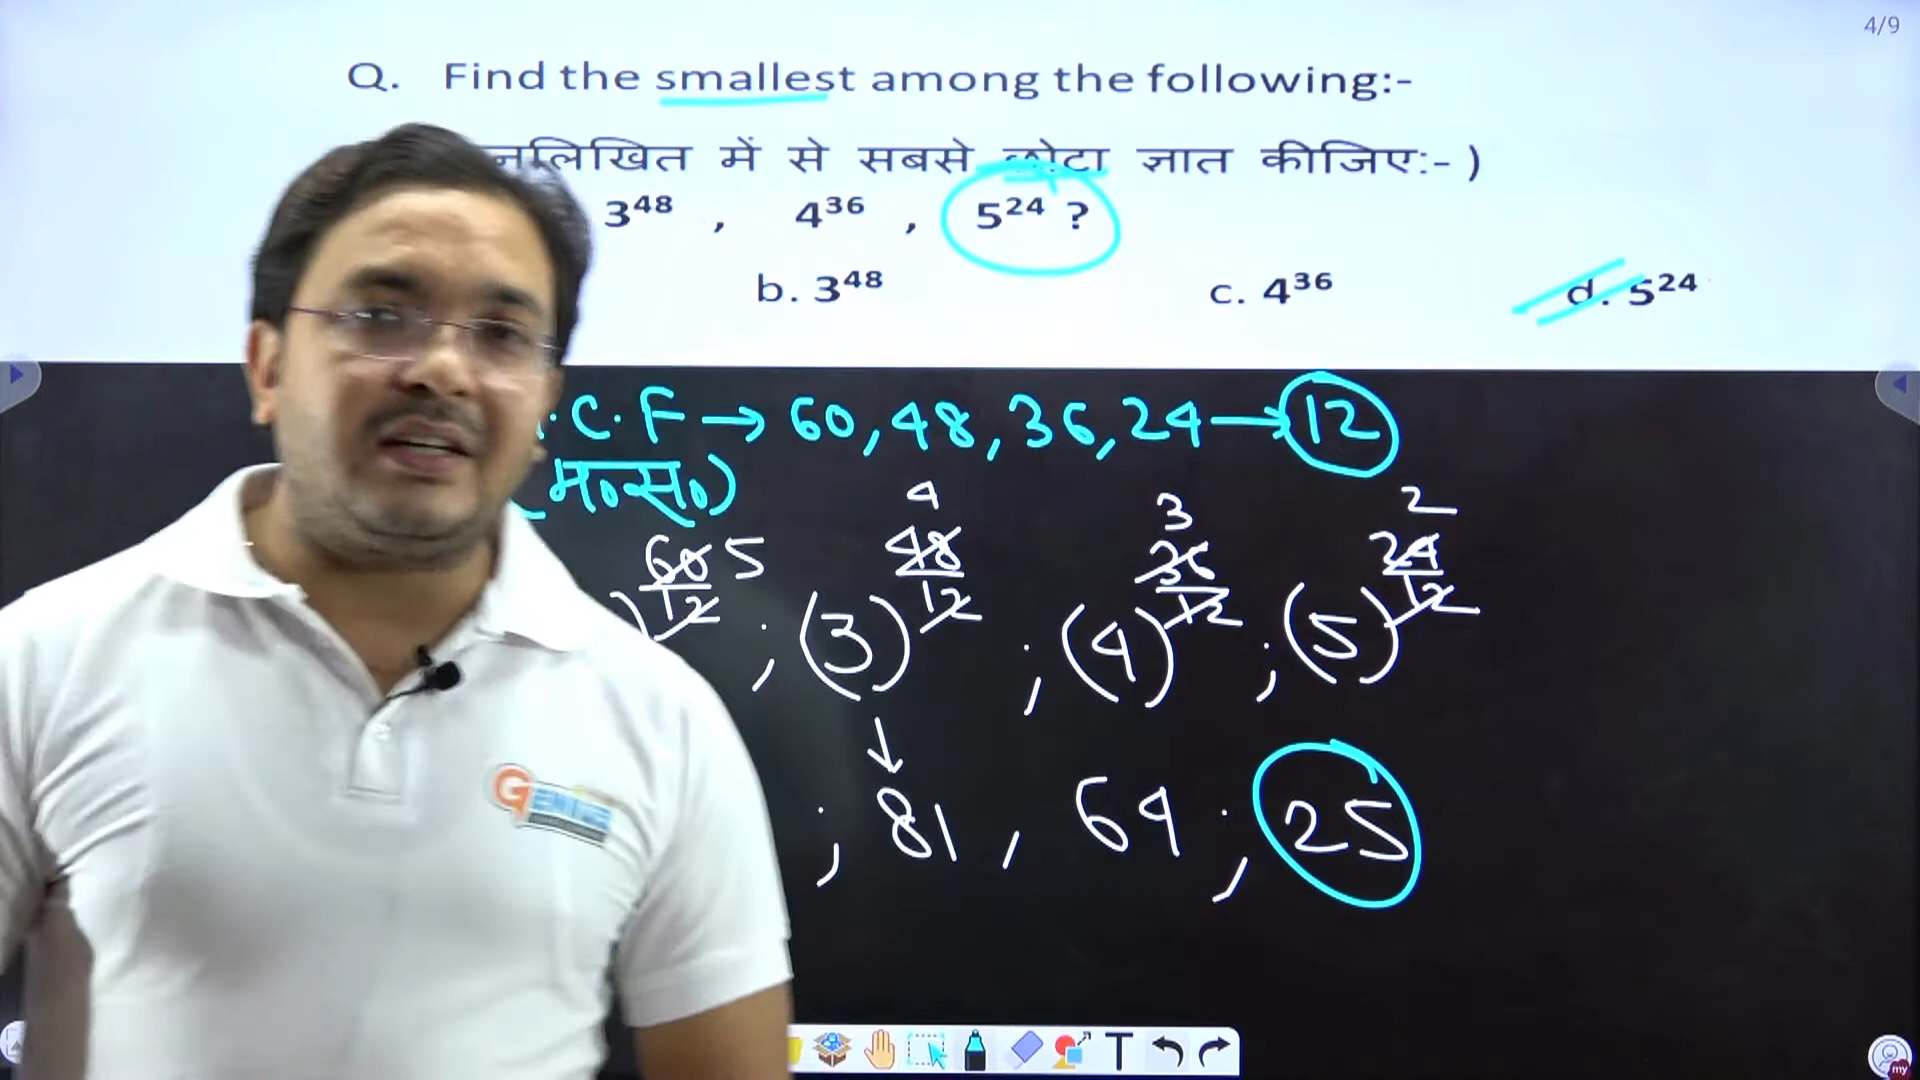 4/9
Q. Find the smallest among the following:-
लिखित में से सबसे छोटा ज्ञात कीजिए:- )
3⁴⁸ , 4³⁶ , 5²⁴ ?
b. 3⁴⁸ c. 4³⁶ d. 5²⁴
.C.F → 60, 48, 36, 24 → 12
(म०स०)
4 3 2
60/12 5 ; (3)^48/12 ; (4)^36/12 ; (5)^24/12
↓
; 81 , 64 ; 25
GENIUS
T
my